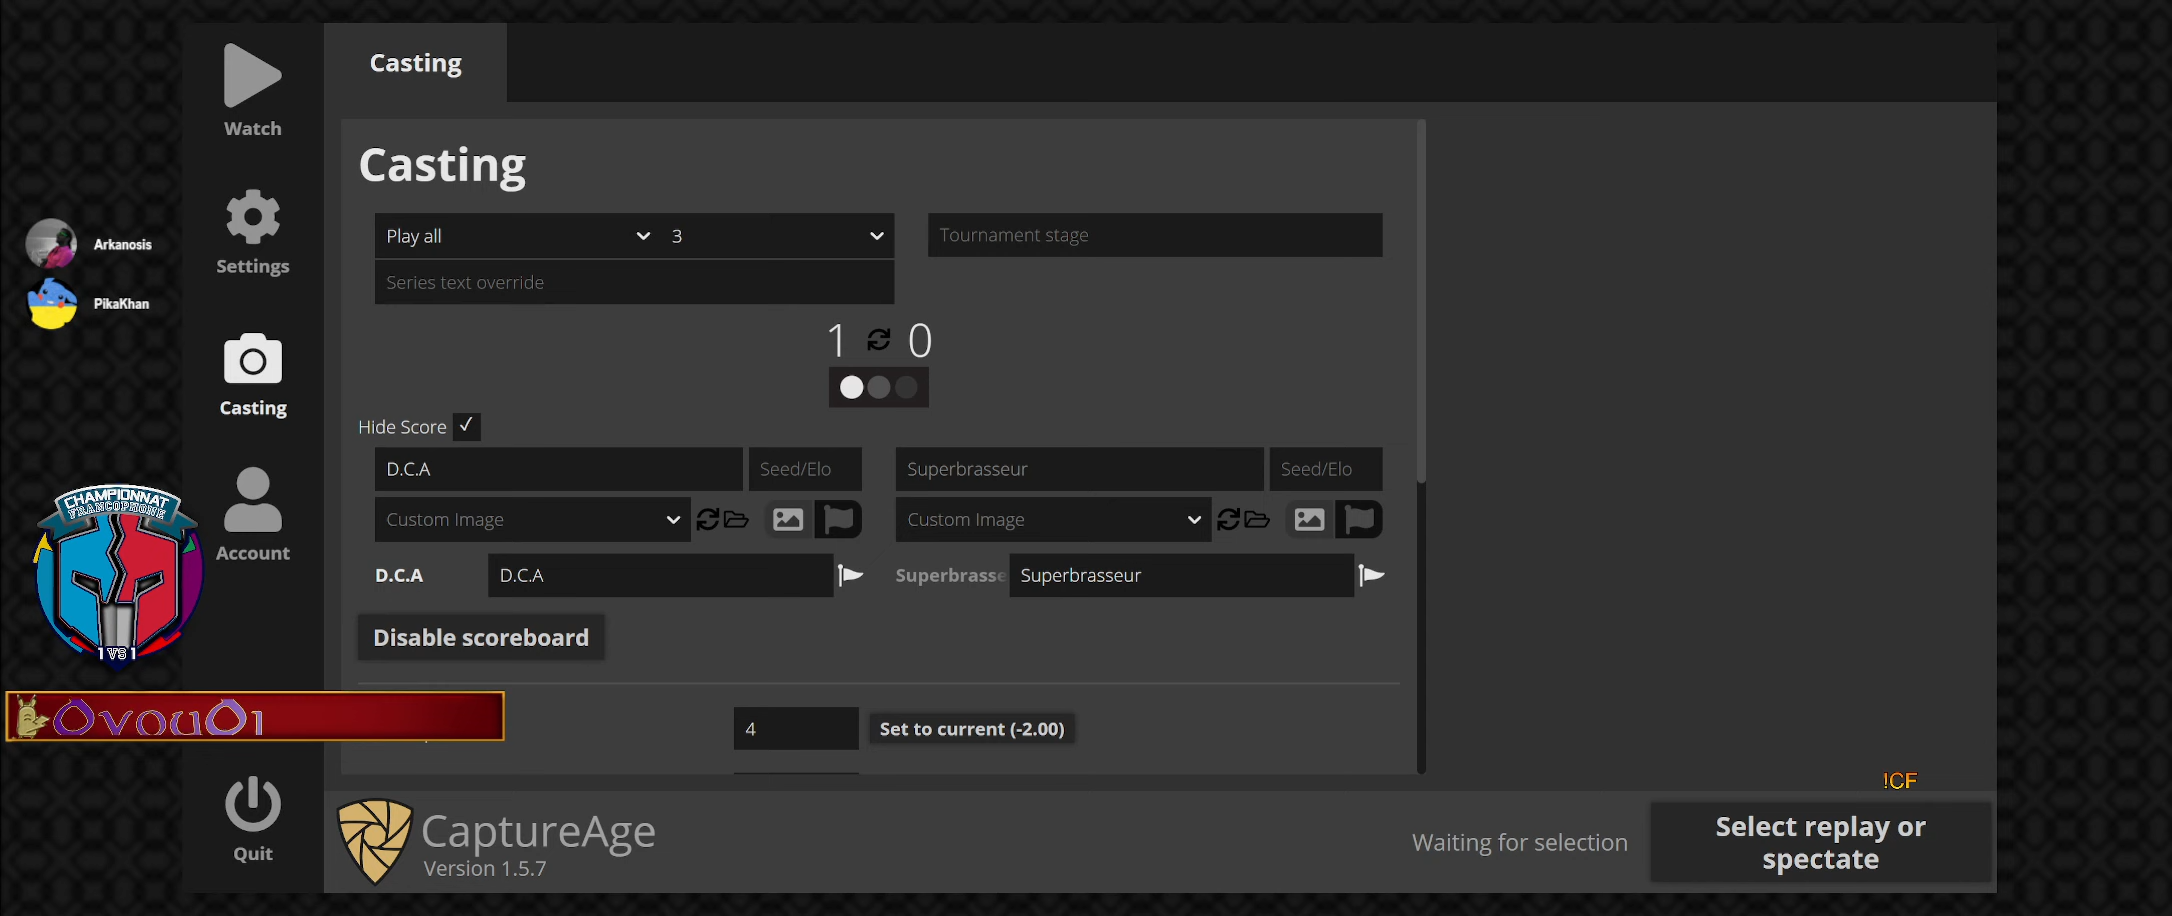 Casting
Watch
Settings
Casting
Account
Quit
Arkanosis
PikaKhan
CHAMPIONNAT
FRANCOPHONE
1 VS 1
OvouOi
Casting
Play all
3
Tournament stage
Series text override
1 0
Hide Score ✓
D.C.A
Seed/Elo
Superbrasseur
Seed/Elo
Custom Image
Custom Image
D.C.A
D.C.A
Superbrasse
Superbrasseur
Disable scoreboard
4
Set to current (-2.00)
!CF
CaptureAge
Version 1.5.7
Waiting for selection
Select replay or
spectate